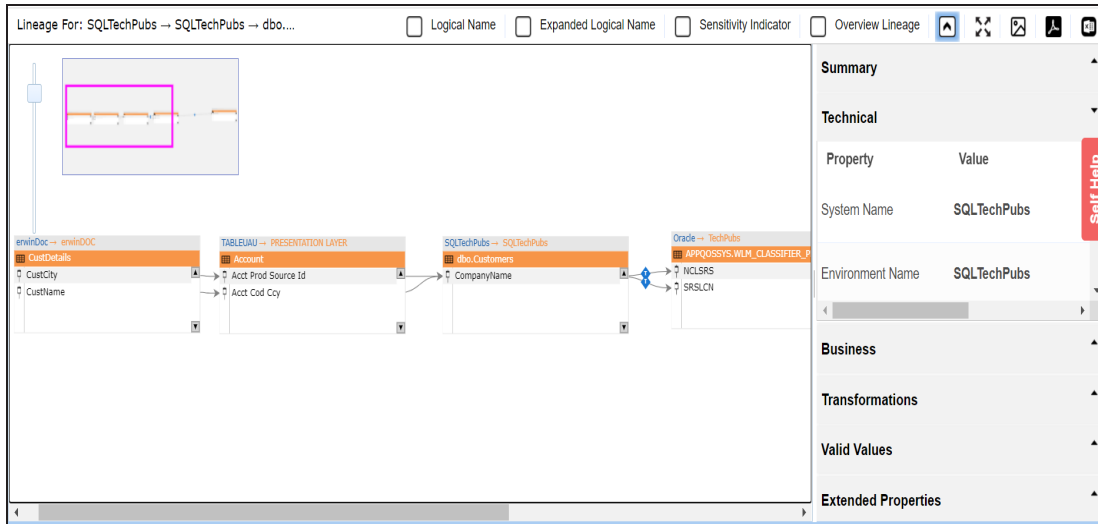 Lineage For: SQLTechPubs → SQLTechPubs → dbo....
Logical Name
Expanded Logical Name
Sensitivity Indicator
Overview Lineage
erwinDoc → erwinDOC
CustDetails
CustCity
CustName
TABLEUAU → PRESENTATION LAYER
Account
Acct Prod Source Id
Acct Cod Ccy
SQLTechPubs → SQLTechPubs
dbo.Customers
CompanyName
Oracle → TechPubs
APPQOSSYS.WLM_CLASSIFIER_P
NCLSRS
SRSLCN
Summary
Technical
Property Value
System Name SQLTechPubs
Environment Name SQLTechPubs
Business
Transformations
Valid Values
Extended Properties
Self Help